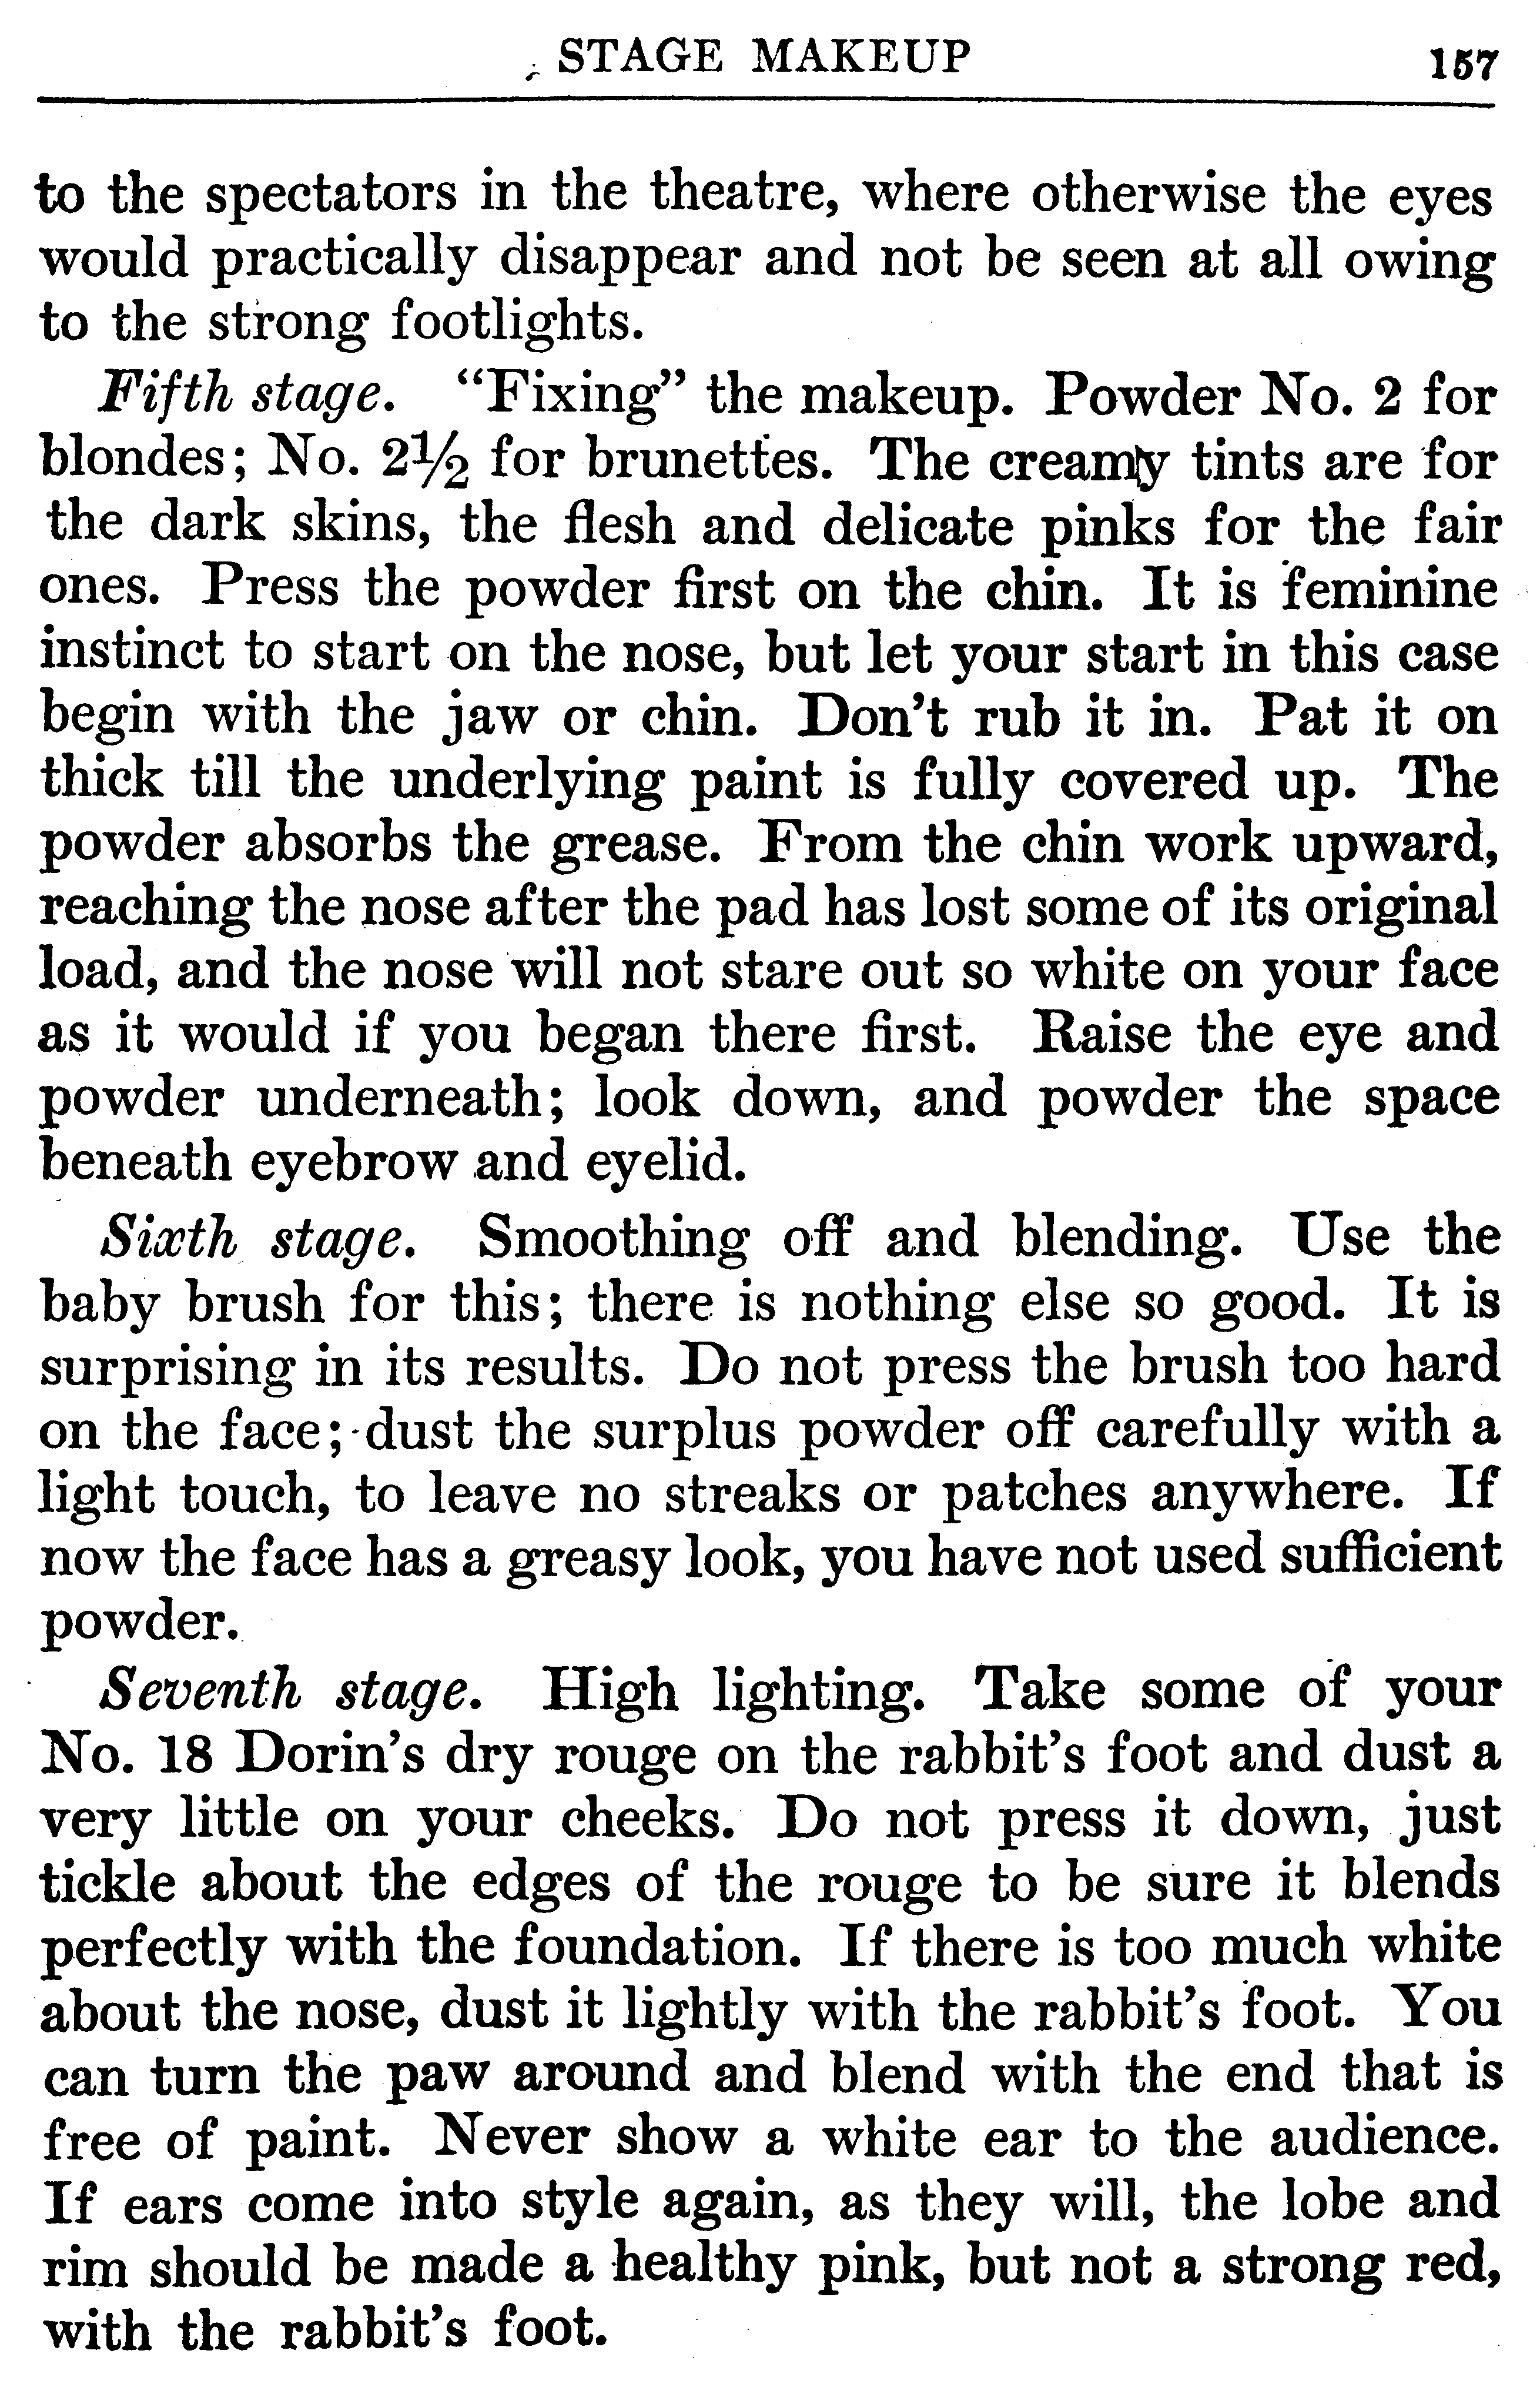 STAGE MAKEUP 157
to the spectators in the theatre, where otherwise the eyes
would practically disappear and not be seen at all owing
to the strong footlights.
Fifth stage. “Fixing” the makeup. Powder No. 2 for
blondes; No. 2½ for brunettes. The creamy tints are for
the dark skins, the flesh and delicate pinks for the fair
ones. Press the powder first on the chin. It is feminine
instinct to start on the nose, but let your start in this case
begin with the jaw or chin. Don’t rub it in. Pat it on
thick till the underlying paint is fully covered up. The
powder absorbs the grease. From the chin work upward,
reaching the nose after the pad has lost some of its original
load, and the nose will not stare out so white on your face
as it would if you began there first. Raise the eye and
powder underneath; look down, and powder the space
beneath eyebrow and eyelid.
Sixth stage. Smoothing off and blending. Use the
baby brush for this; there is nothing else so good. It is
surprising in its results. Do not press the brush too hard
on the face; dust the surplus powder off carefully with a
light touch, to leave no streaks or patches anywhere. If
now the face has a greasy look, you have not used sufficient
powder.
Seventh stage. High lighting. Take some of your
No. 18 Dorin’s dry rouge on the rabbit’s foot and dust a
very little on your cheeks. Do not press it down, just
tickle about the edges of the rouge to be sure it blends
perfectly with the foundation. If there is too much white
about the nose, dust it lightly with the rabbit’s foot. You
can turn the paw around and blend with the end that is
free of paint. Never show a white ear to the audience.
If ears come into style again, as they will, the lobe and
rim should be made a healthy pink, but not a strong red,
with the rabbit’s foot.